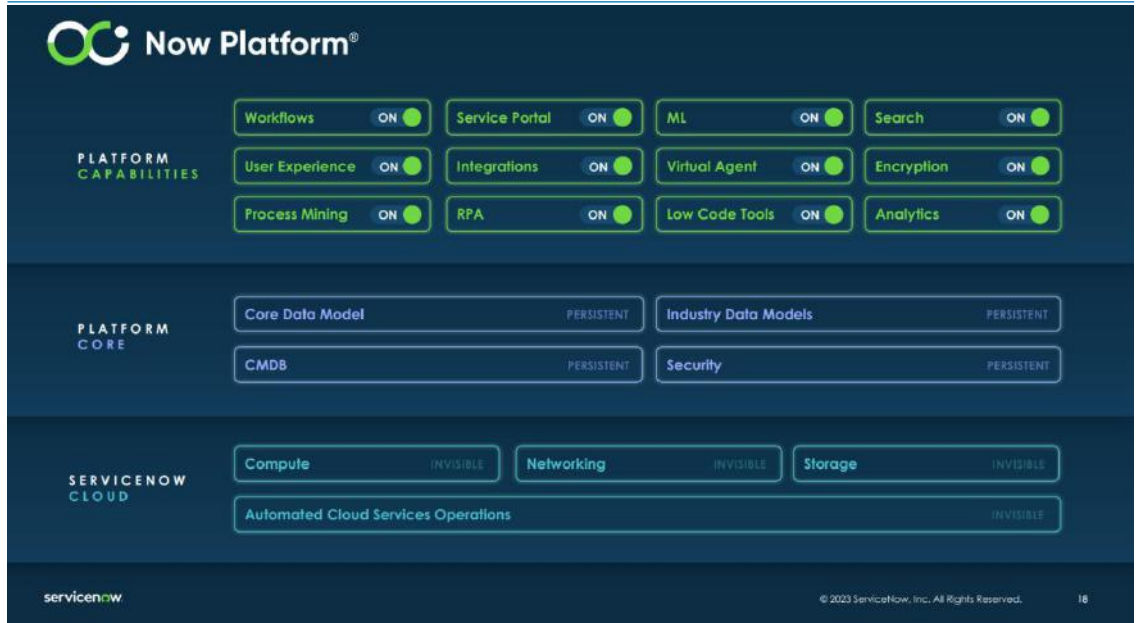 Now Platform®
PLATFORM
CAPABILITIES
Workflows ON
Service Portal ON
ML ON
Search ON
User Experience ON
Integrations ON
Virtual Agent ON
Encryption ON
Process Mining ON
RPA ON
Low Code Tools ON
Analytics ON
PLATFORM
CORE
Core Data Model PERSISTENT
Industry Data Models PERSISTENT
CMDB PERSISTENT
Security PERSISTENT
SERVICENOW
CLOUD
Compute INVISIBLE
Networking INVISIBLE
Storage INVISIBLE
Automated Cloud Services Operations INVISIBLE
servicenow
© 2023 ServiceNow, Inc. All Rights Reserved. 18